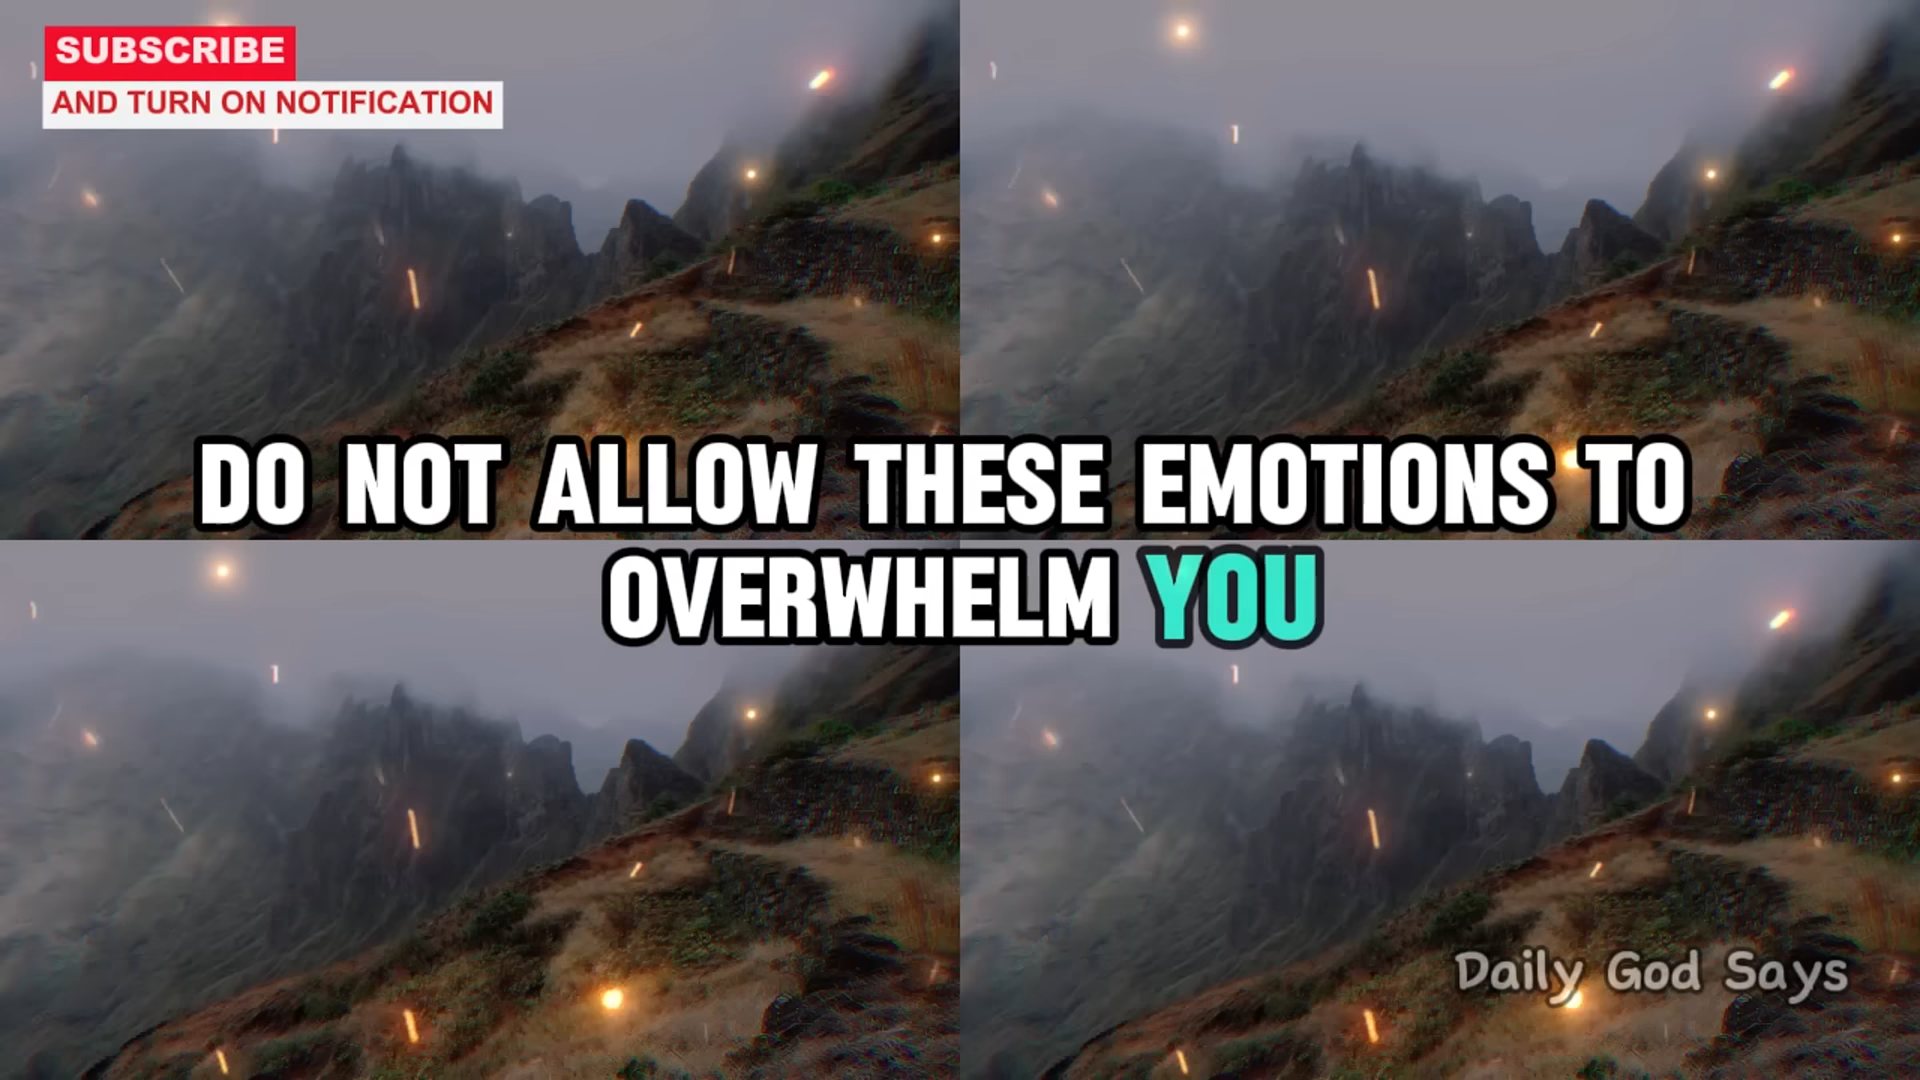 SUBSCRIBE
AND TURN ON NOTIFICATION
DO NOT ALLOW THESE EMOTIONS TO
OVERWHELM YOU
Daily God Says